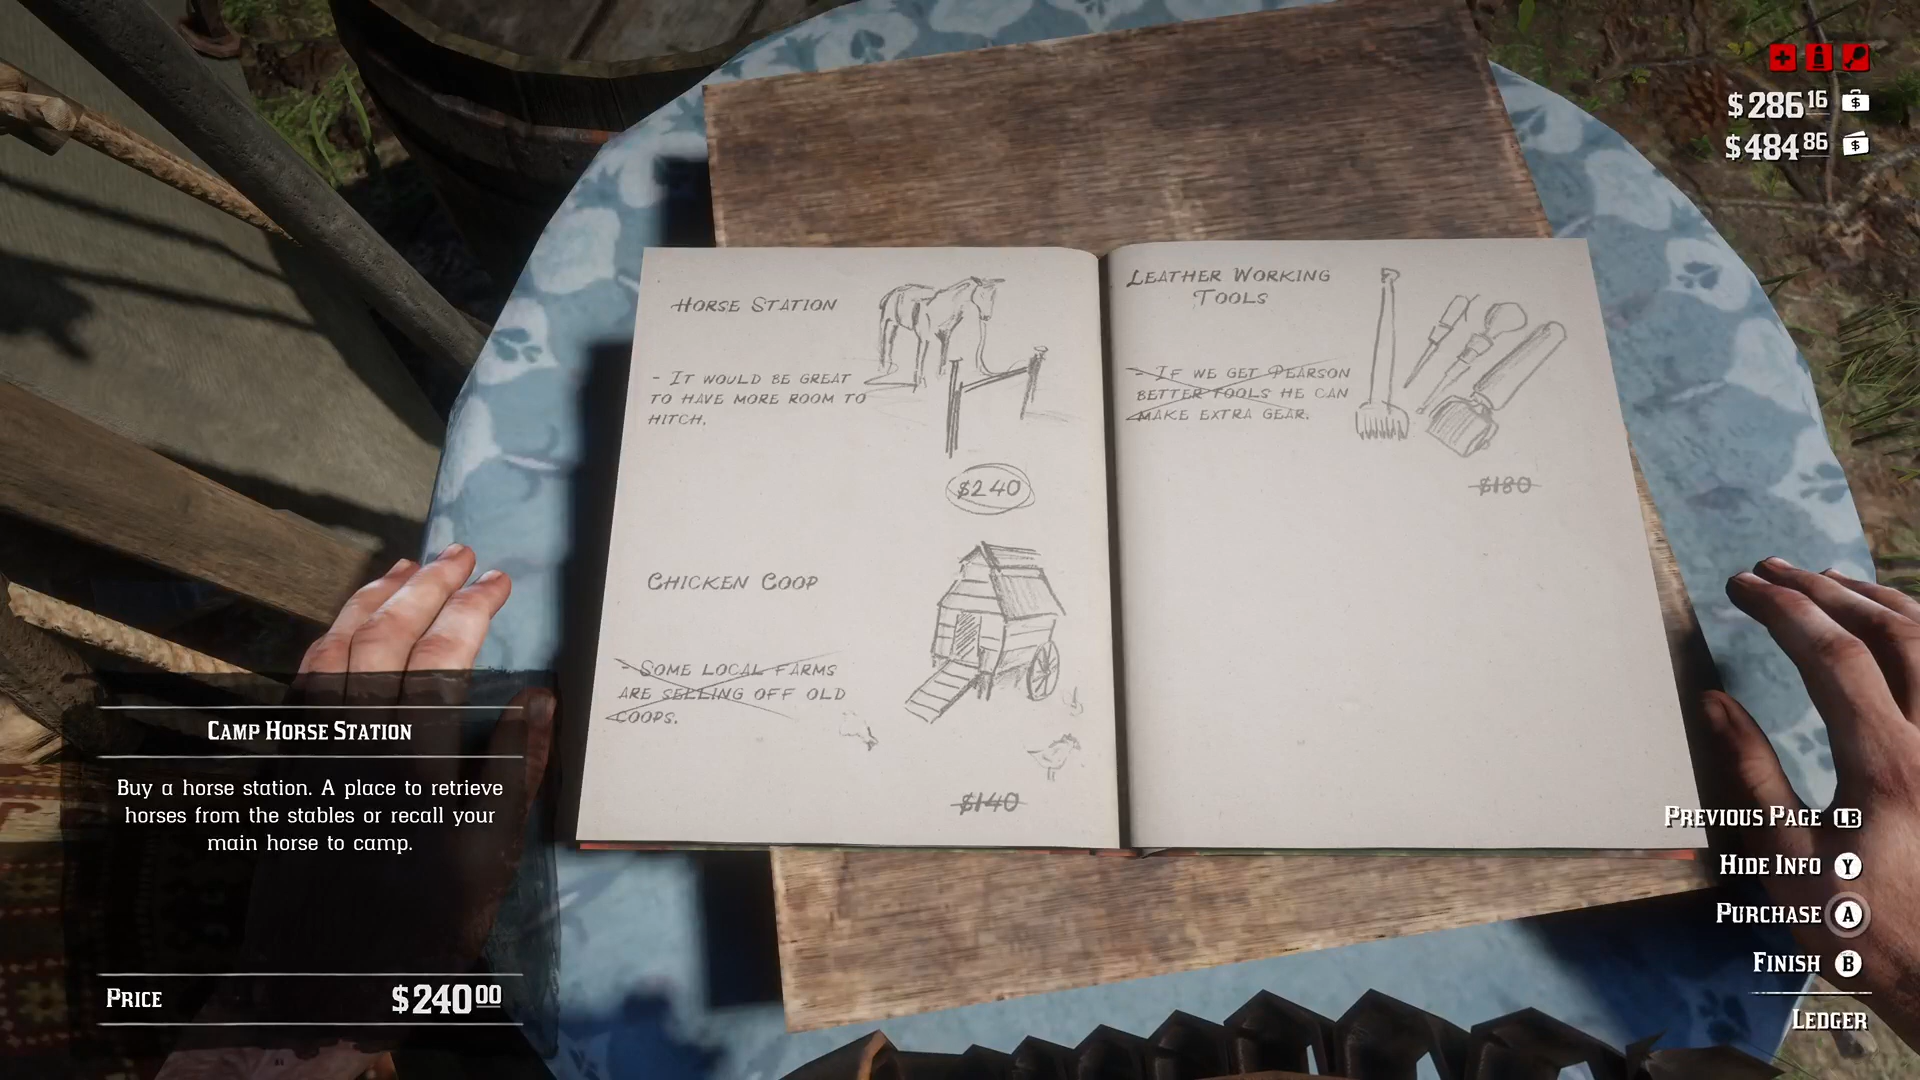 $286 16
$484 86
HORSE STATION
- IT WOULD BE GREAT
TO HAVE MORE ROOM TO
HITCH.
$240
CHICKEN COOP
- SOME LOCAL FARMS
ARE SELLING OFF OLD
COOPS.
$140
LEATHER WORKING
TOOLS
- IF WE GET PEARSON
BETTER TOOLS HE CAN
MAKE EXTRA GEAR.
$180
CAMP HORSE STATION
Buy a horse station. A place to retrieve
horses from the stables or recall your
main horse to camp.
PRICE $240 00
PREVIOUS PAGE LB
HIDE INFO Y
PURCHASE A
FINISH B
LEDGER